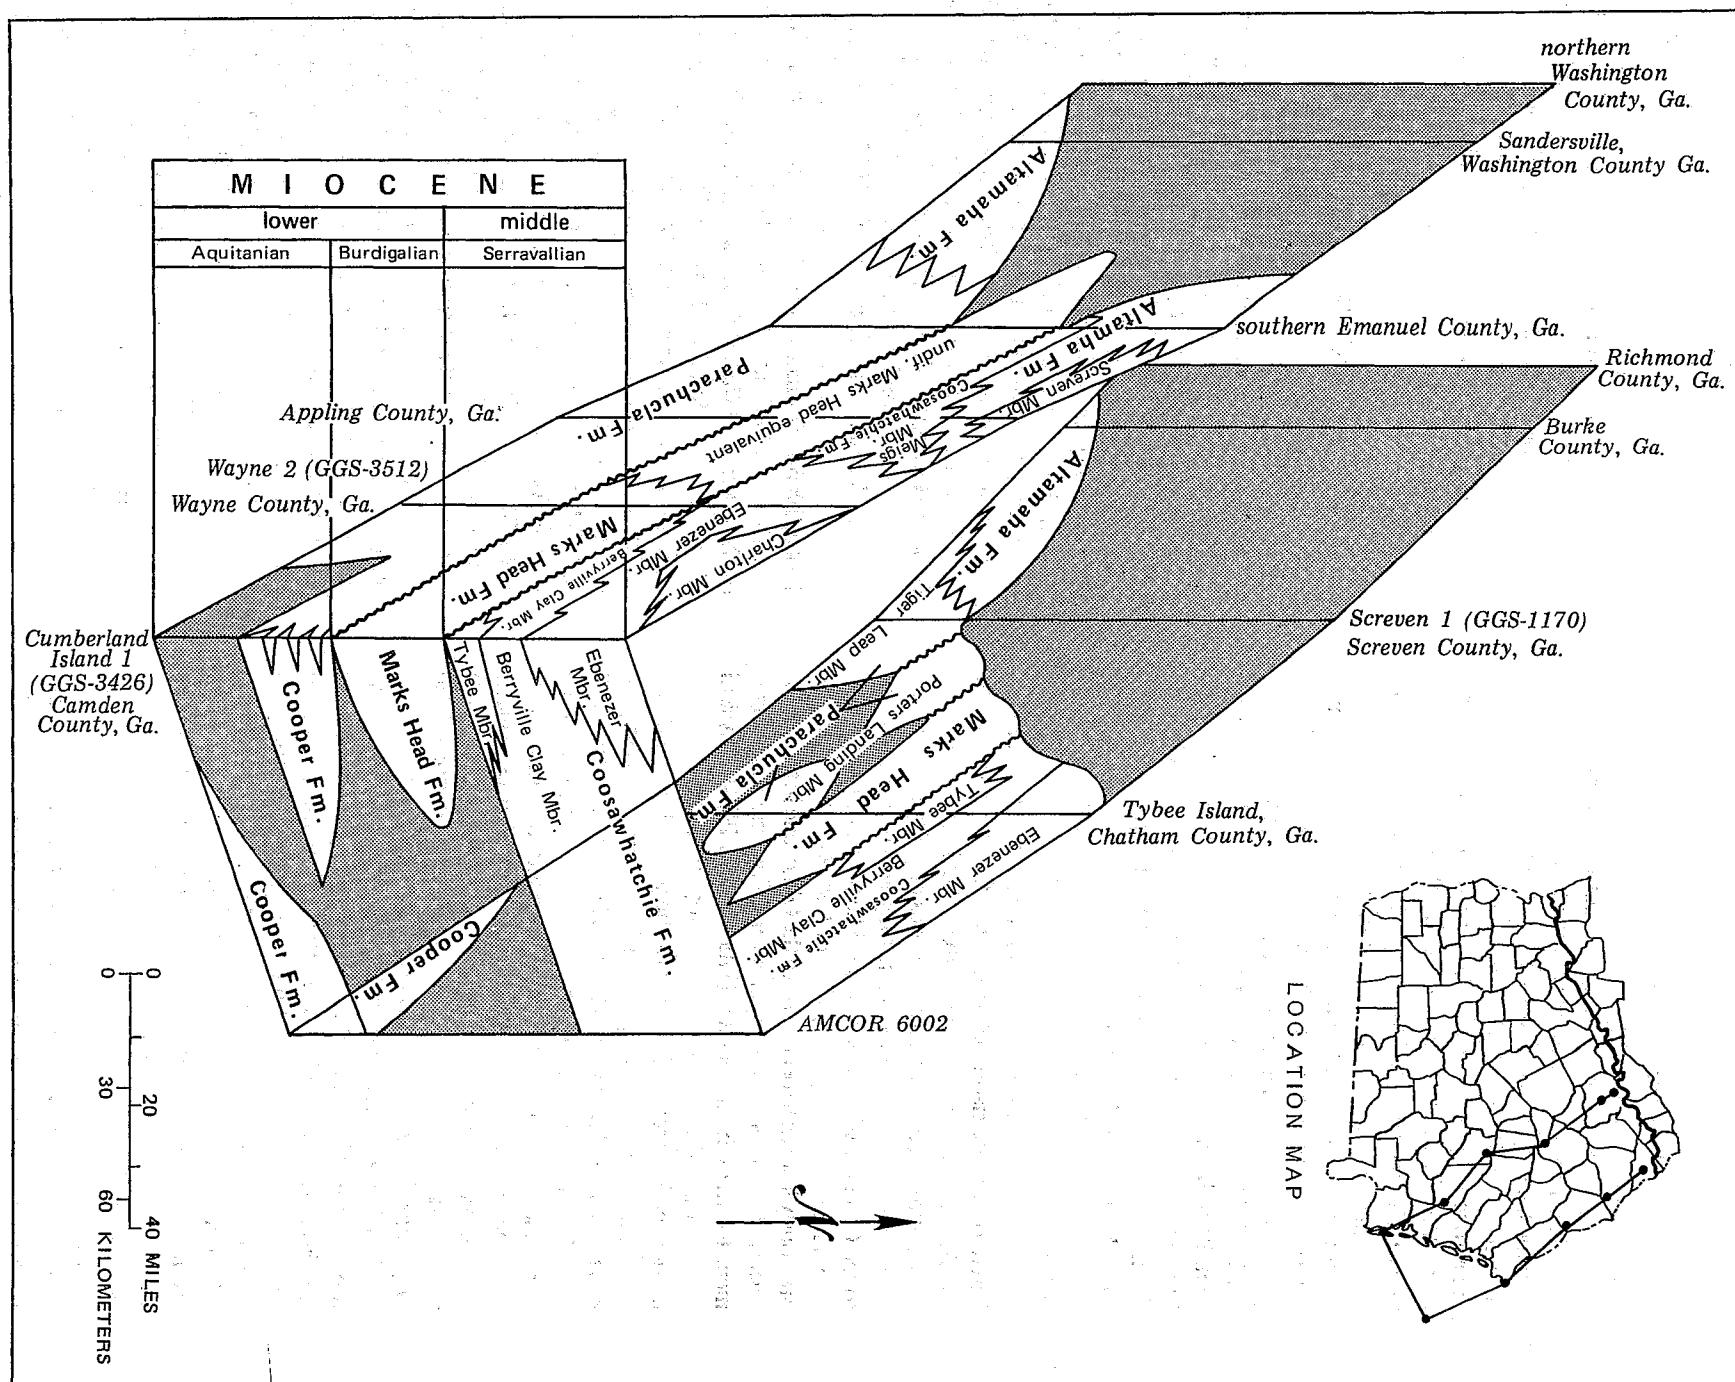 northern
Washington
County, Ga.
Sandersville,
Washington County Ga.
MIOCENE
lower
middle
Aquitanian
Burdigalian
Serravallian
Altamaha Fm.
southern Emanuel County, Ga.
Richmond
County, Ga.
Burke
County, Ga.
Parachucla Fm.
undif. Marks Head equivalent
Altamha Fm.
Screven Mbr.
Coosawhatchie Fm.
Meigs
Mbr.
Appling County, Ga.
Wayne 2 (GGS-3512)
Wayne County, Ga.
Marks Head Fm.
Berryville Clay Mbr.
Ebenezer Mbr.
Charlton Mbr.
Altamaha Fm.
Tiger Leap Mbr.
Screven 1 (GGS-1170)
Screven County, Ga.
Cumberland
Island 1
(GGS-3426)
Camden
County, Ga.
Cooper Fm.
Marks Head Fm.
Tybee Mbr.
Berryville Clay Mbr.
Ebenezer
Mbr.
Coosawhatchie Fm.
Parachucla Fm.
Porters Landing Mbr.
Marks Head Fm.
Tybee Mbr.
Berryville Clay Mbr.
Coosawhatchie Fm.
Ebenezer Mbr.
Tybee Island,
Chatham County, Ga.
Cooper Fm.
Cooper Fm.
AMCOR 6002
0 0
30 20
60 40
KILOMETERS MILES
N
LOCATION MAP